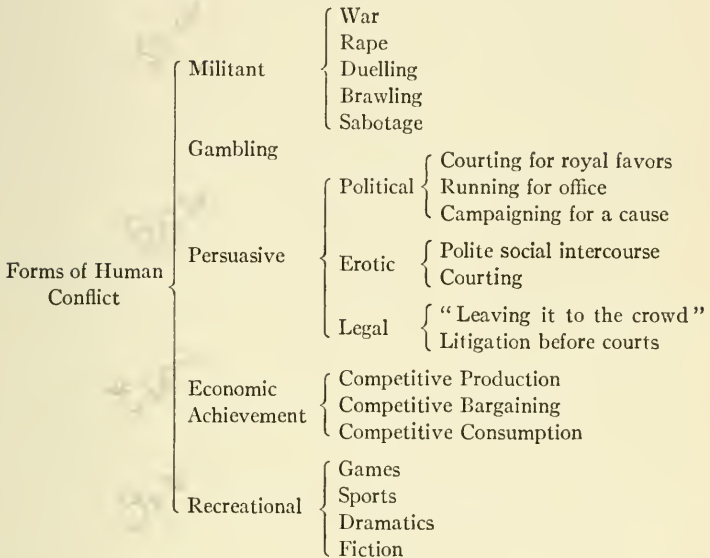 Forms of Human
Conflict
Militant
War
Rape
Duelling
Brawling
Sabotage
Gambling
Persuasive
Political
Courting for royal favors
Running for office
Campaigning for a cause
Erotic
Polite social intercourse
Courting
Legal
"Leaving it to the crowd"
Litigation before courts
Economic
Achievement
Competitive Production
Competitive Bargaining
Competitive Consumption
Recreational
Games
Sports
Dramatics
Fiction